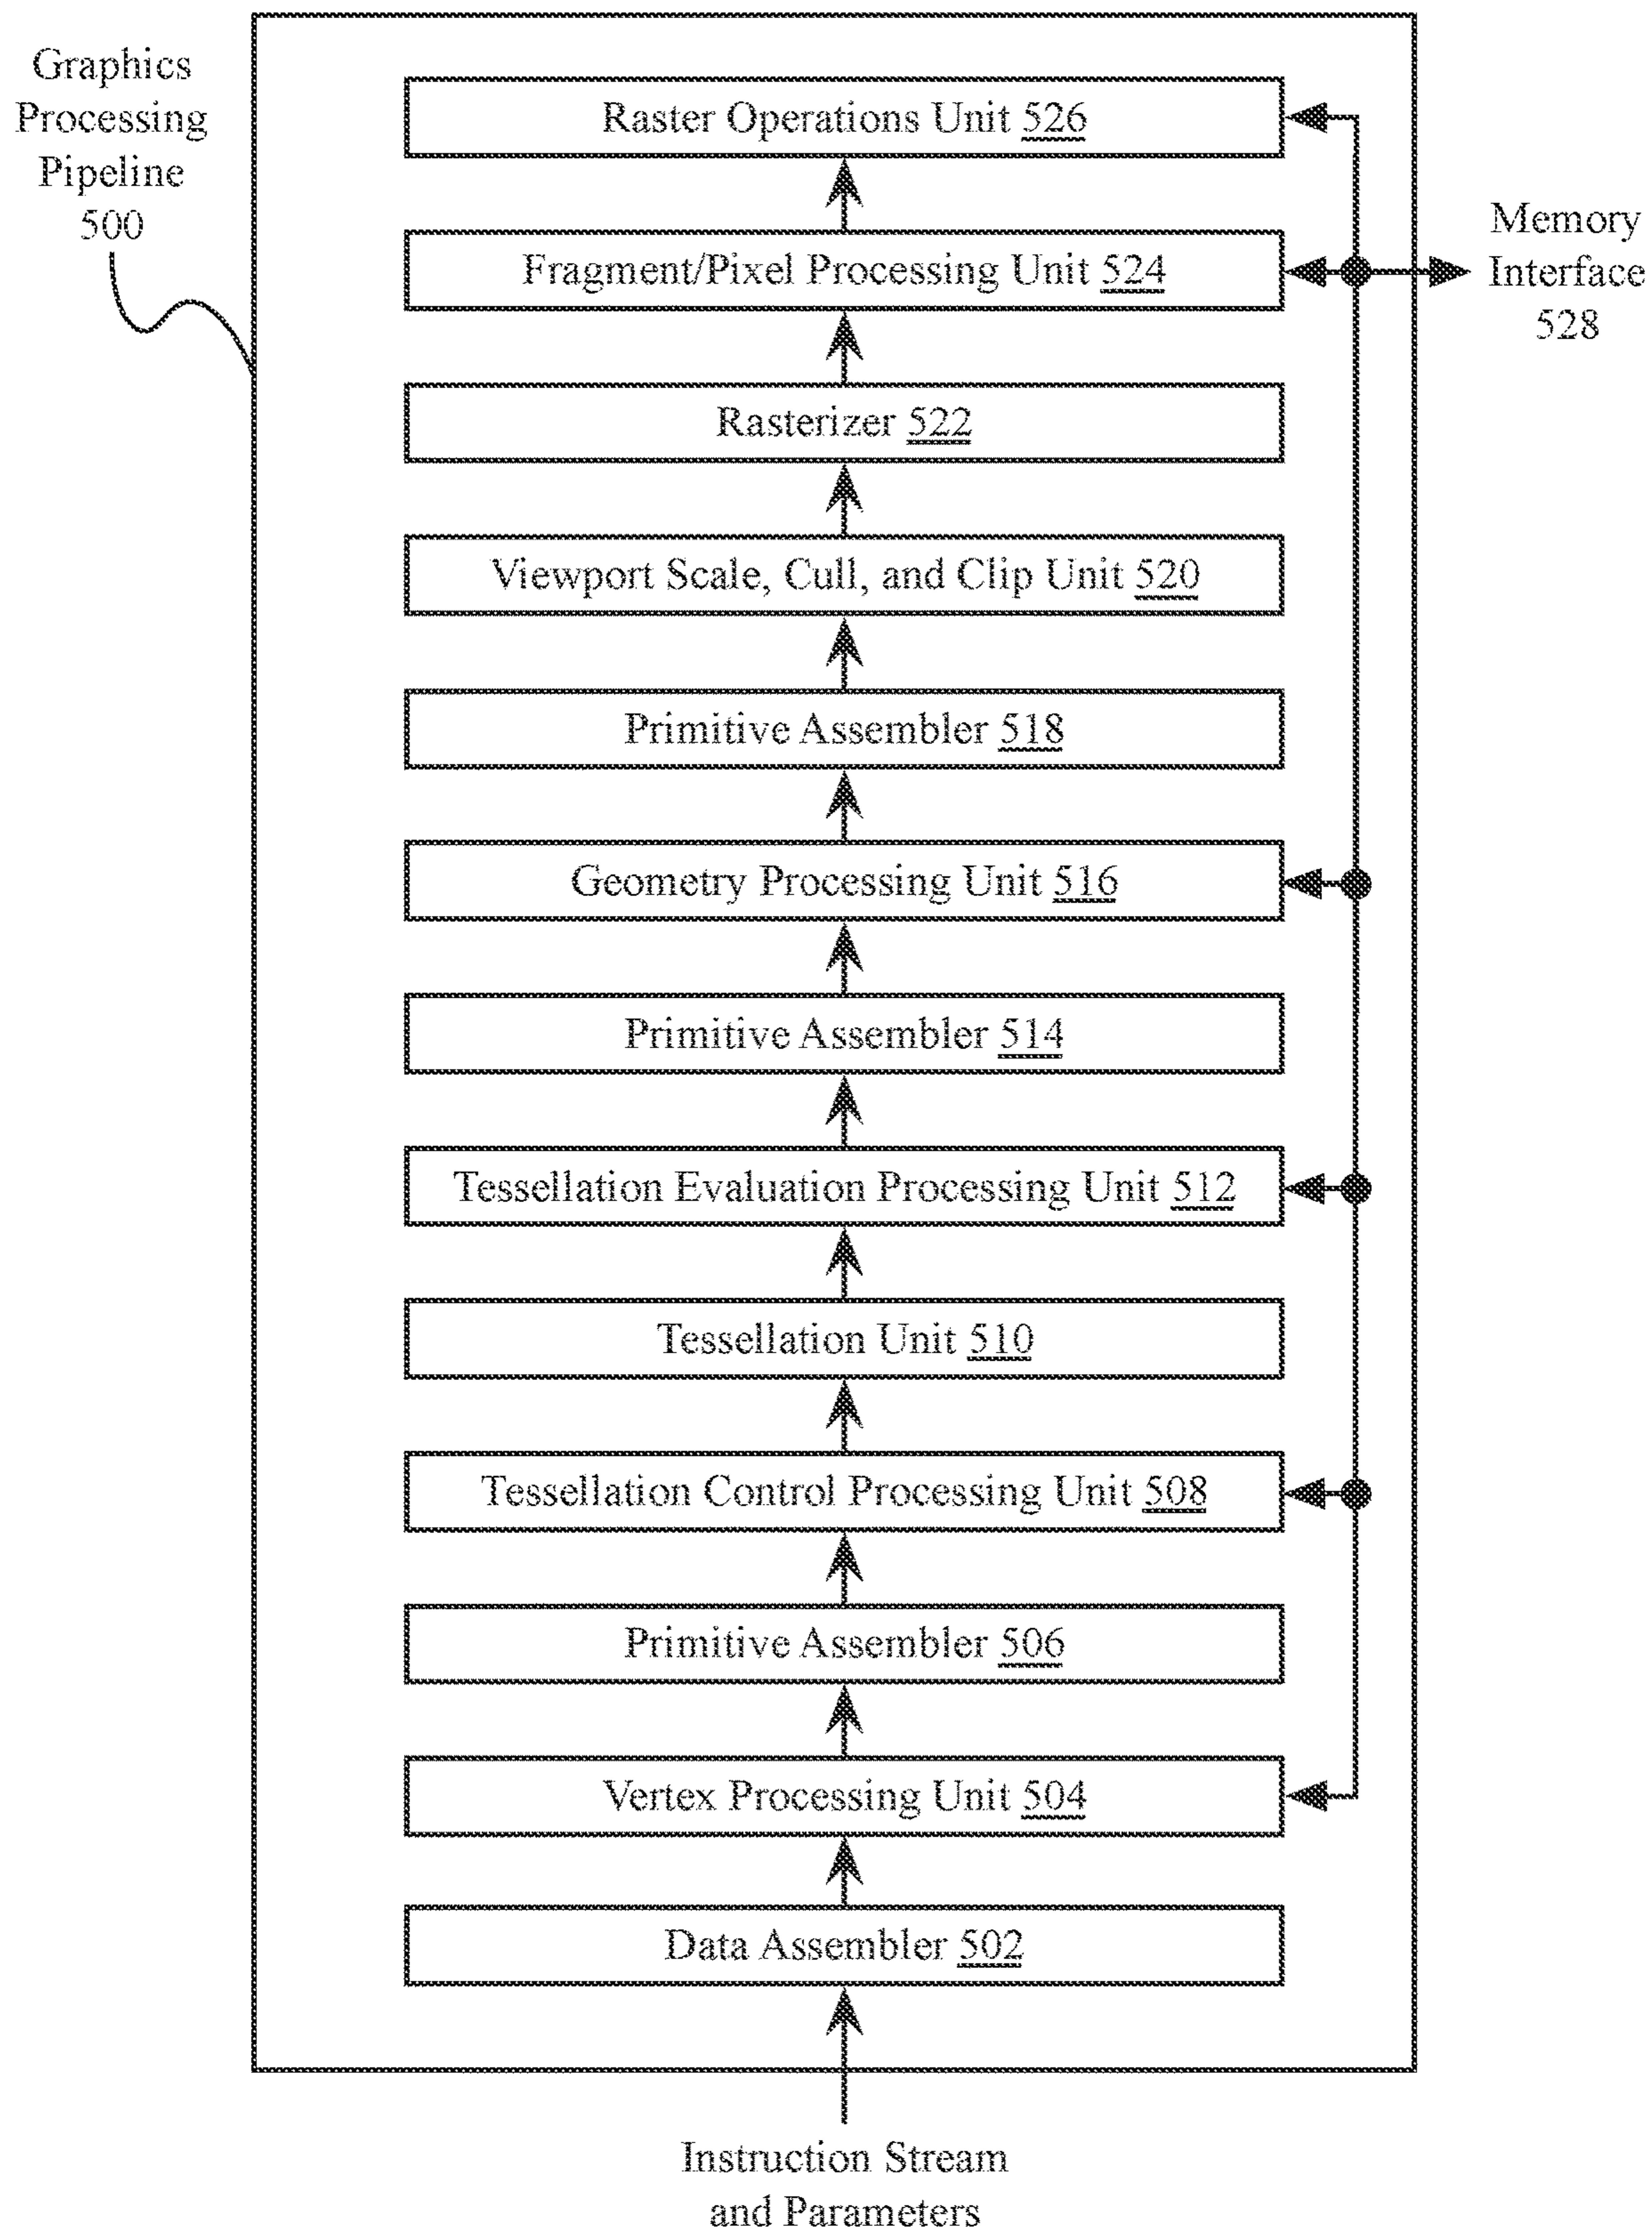 Graphics
Processing
Pipeline
500
Raster Operations Unit 526
Fragment/Pixel Processing Unit 524
Memory
Interface
528
Rasterizer 522
Viewport Scale, Cull, and Clip Unit 520
Primitive Assembler 518
Geometry Processing Unit 516
Primitive Assembler 514
Tessellation Evaluation Processing Unit 512
Tessellation Unit 510
Tessellation Control Processing Unit 508
Primitive Assembler 506
Vertex Processing Unit 504
Data Assembler 502
Instruction Stream
and Parameters